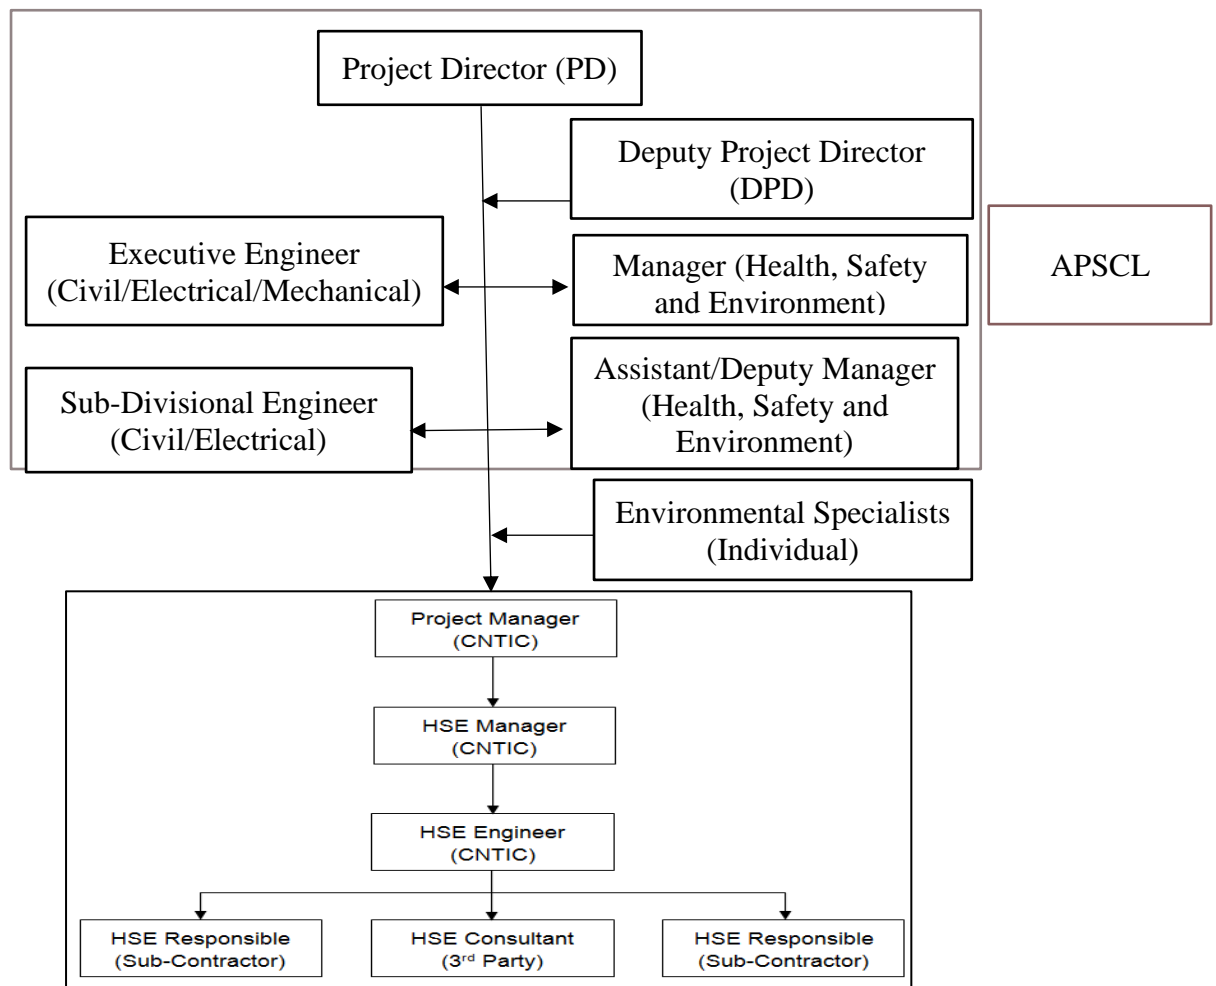 Project Director (PD)
Deputy Project Director
(DPD)
Executive Engineer
(Civil/Electrical/Mechanical)
Manager (Health, Safety
and Environment)
APSCL
Sub-Divisional Engineer
(Civil/Electrical)
Assistant/Deputy Manager
(Health, Safety and
Environment)
Environmental Specialists
(Individual)
Project Manager
(CNTIC)
HSE Manager
(CNTIC)
HSE Engineer
(CNTIC)
HSE Responsible
(Sub-Contractor)
HSE Consultant
(3rd Party)
HSE Responsible
(Sub-Contractor)